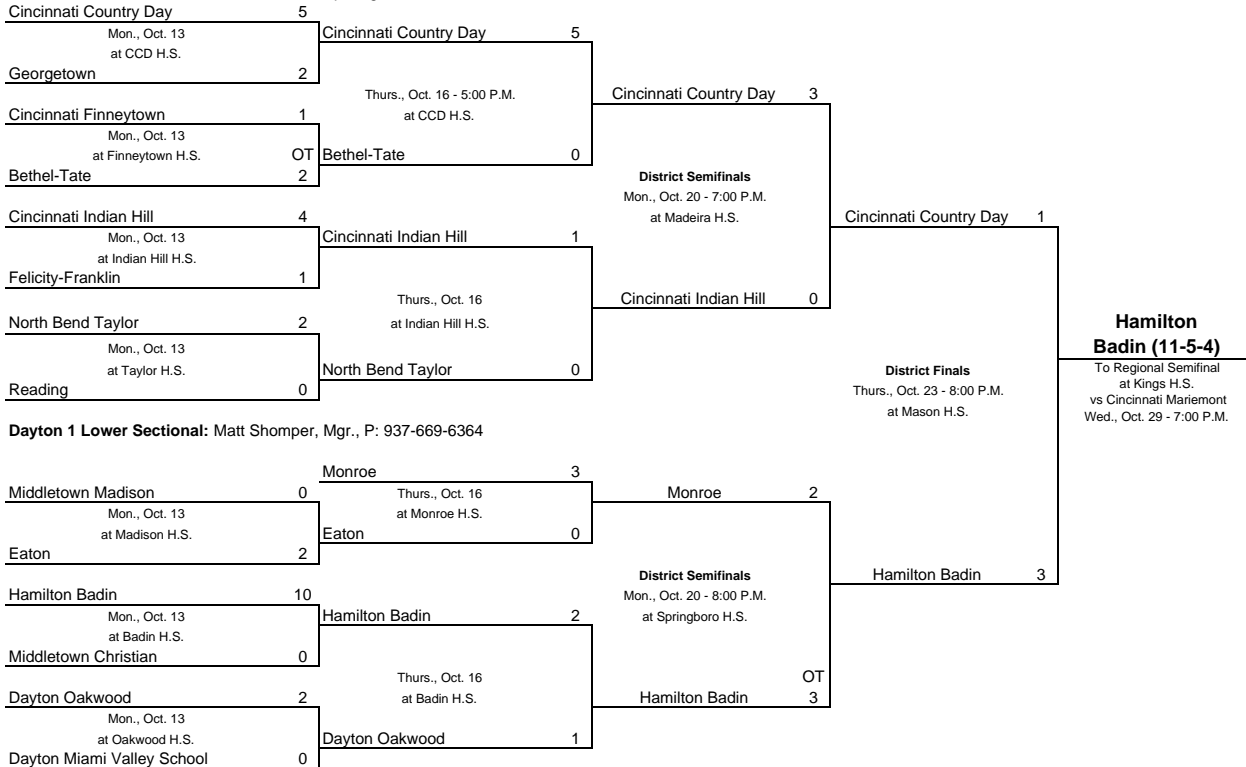 Cincinnati Country Day 5
Mon., Oct. 13
at CCD H.S.
Georgetown 2
Cincinnati Finneytown 1
Mon., Oct. 13
at Finneytown H.S. OT
Bethel-Tate 2
Cincinnati Indian Hill 4
Mon., Oct. 13
at Indian Hill H.S.
Felicity-Franklin 1
North Bend Taylor 2
Mon., Oct. 13
at Taylor H.S.
Reading 0
Cincinnati Country Day 5
Thurs., Oct. 16 - 5:00 P.M.
at CCD H.S.
Bethel-Tate 0
Cincinnati Indian Hill 1
Thurs., Oct. 16
at Indian Hill H.S.
North Bend Taylor 0
Cincinnati Country Day 3
District Semifinals
Mon., Oct. 20 - 7:00 P.M.
at Madeira H.S.
Cincinnati Indian Hill 0
Cincinnati Country Day 1
District Finals
Thurs., Oct. 23 - 8:00 P.M.
at Mason H.S.
Hamilton Badin 3
Hamilton
Badin (11-5-4)
To Regional Semifinal
at Kings H.S.
vs Cincinnati Mariemont
Wed., Oct. 29 - 7:00 P.M.
Dayton 1 Lower Sectional: Matt Shomper, Mgr., P: 937-669-6364
Middletown Madison 0
Mon., Oct. 13
at Madison H.S.
Eaton 2
Hamilton Badin 10
Mon., Oct. 13
at Badin H.S.
Middletown Christian 0
Dayton Oakwood 2
Mon., Oct. 13
at Oakwood H.S.
Dayton Miami Valley School 0
Monroe 3
Thurs., Oct. 16
at Monroe H.S.
Eaton 0
Hamilton Badin 2
Thurs., Oct. 16
at Badin H.S.
Dayton Oakwood 1
Monroe 2
District Semifinals
Mon., Oct. 20 - 8:00 P.M.
at Springboro H.S.
OT
Hamilton Badin 3